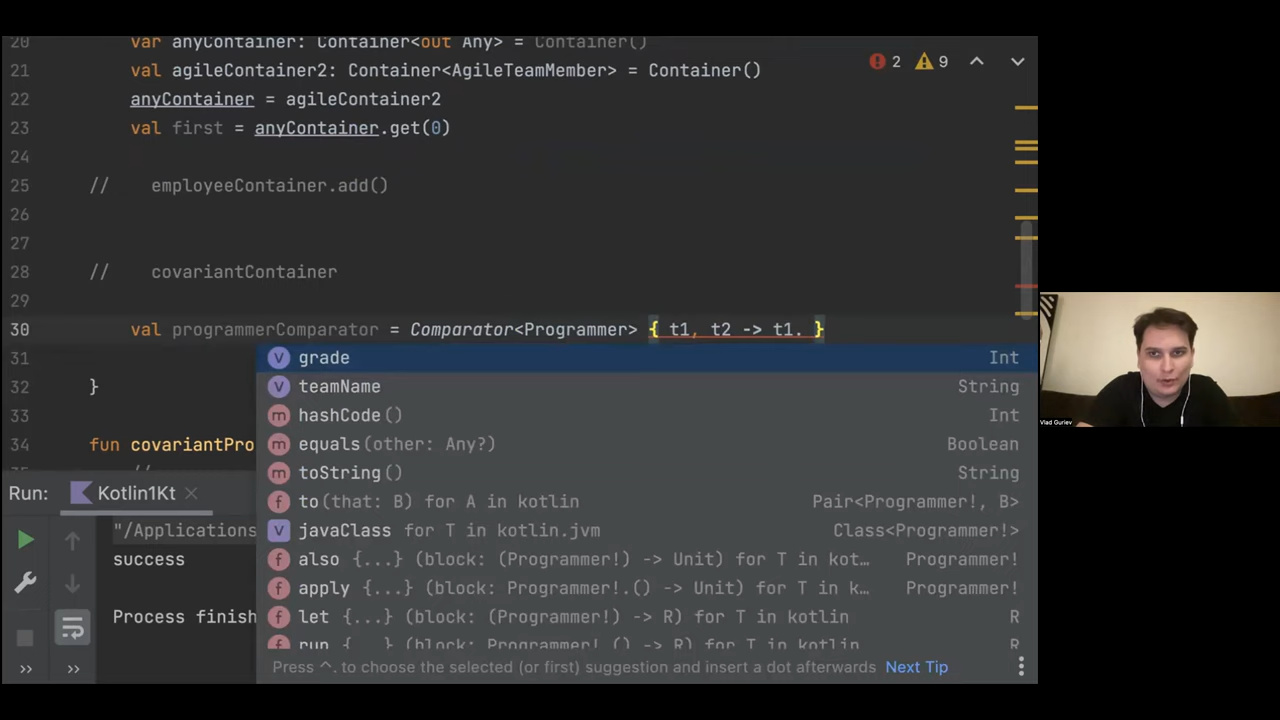 20 var anyContainer: Container<out Any> = Container()
21 val agileContainer2: Container<AgileTeamMember> = Container()
2 9
22 anyContainer = agileContainer2
23 val first = anyContainer.get(0)
24
25 // employeeContainer.add()
26
27
28 // covariantContainer
29
30 val programmerComparator = Comparator<Programmer> { t1, t2 -> t1. }
31
32 }
33
34 fun covariantPro
35 //
grade Int
teamName String
hashCode() Int
equals(other: Any?) Boolean
toString() String
to(that: B) for A in kotlin Pair<Programmer!, B>
javaClass for T in kotlin.jvm Class<Programmer!>
also {...} (block: (Programmer!) -> Unit) for T in kot… Programmer!
apply {...} (block: Programmer!.() -> Unit) for T in k… Programmer!
let {...} (block: (Programmer!) -> R) for T in kotlin R
run {...} (block: Programmer!.() -> R) for T in kotlin R
Press ^. to choose the selected (or first) suggestion and insert a dot afterwards Next Tip
Run: Kotlin1Kt
"/Applications
success
Process finish
Vlad Guriev